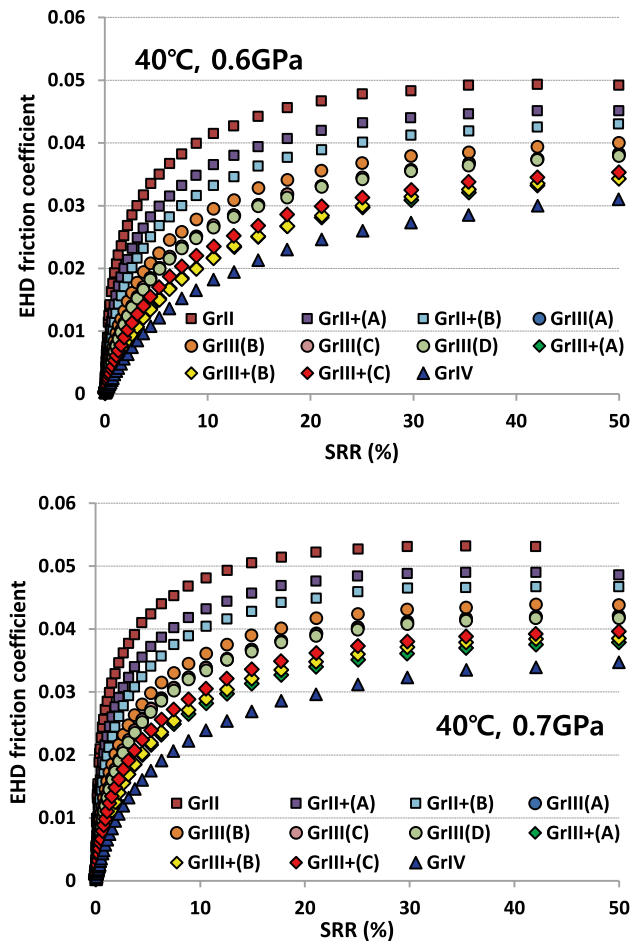 0.06
40℃, 0.6GPa
0.05
0.04
0.03
0.02
0.01
0
EHD friction coefficient
GrII GrII+(A) GrII+(B) GrIII(A)
GrIII(B) GrIII(C) GrIII(D) GrIII+(A)
GrIII+(B) GrIII+(C) GrIV
0 10 20 30 40 50
SRR (%)
0.06
0.05
0.04
0.03
0.02
0.01
0
EHD friction coefficient
40℃, 0.7GPa
GrII GrII+(A) GrII+(B) GrIII(A)
GrIII(B) GrIII(C) GrIII(D) GrIII+(A)
GrIII+(B) GrIII+(C) GrIV
0 10 20 30 40 50
SRR (%)